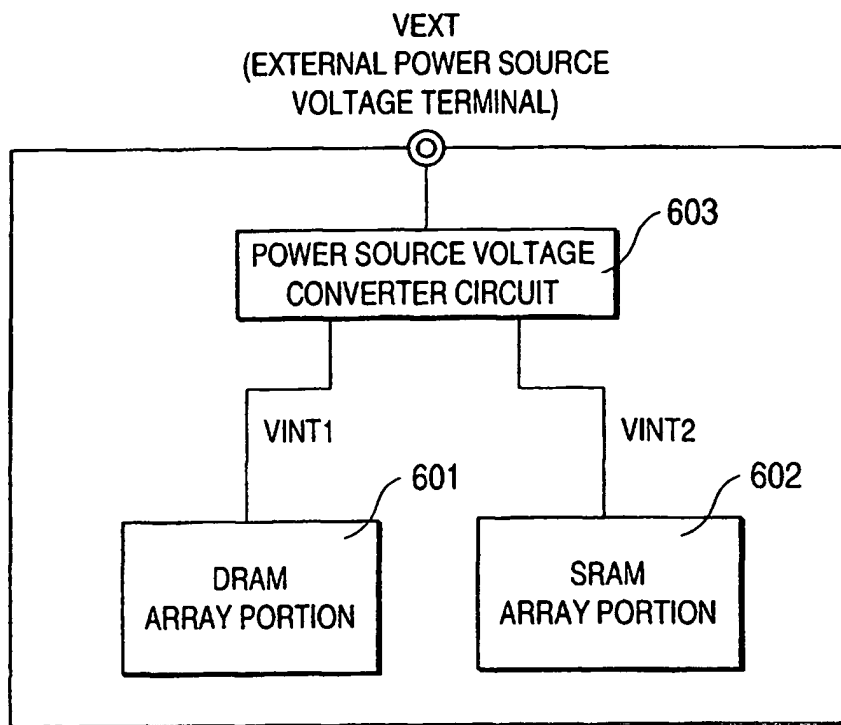 VEXT
(EXTERNAL POWER SOURCE
VOLTAGE TERMINAL)
603
POWER SOURCE VOLTAGE
CONVERTER CIRCUIT
VINT1
VINT2
601
602
DRAM
ARRAY PORTION
SRAM
ARRAY PORTION